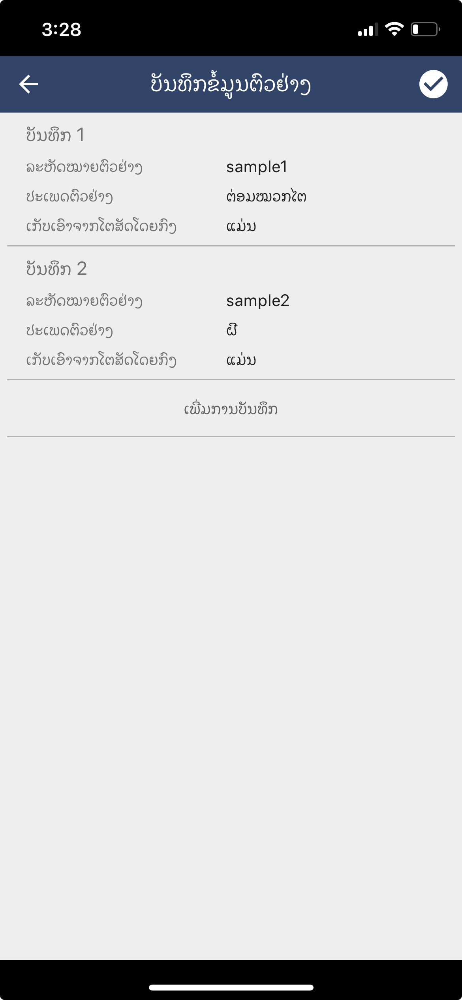 3:28
ບັນທຶກຂໍ້ມູນຕົວຢ່າງ
ບັນທຶກ 1
ລະຫັດໝາຍຕົວຢ່າງ sample1
ປະເພດຕົວຢ່າງ ຕ່ອມໝວກໄຕ
ເກັບເອົາຈາກໂຕສັດໂດຍກົງ ແມ່ນ
ບັນທຶກ 2
ລະຫັດໝາຍຕົວຢ່າງ sample2
ປະເພດຕົວຢ່າງ ຝີ
ເກັບເອົາຈາກໂຕສັດໂດຍກົງ ແມ່ນ
ເພີ່ມການບັນທຶກ